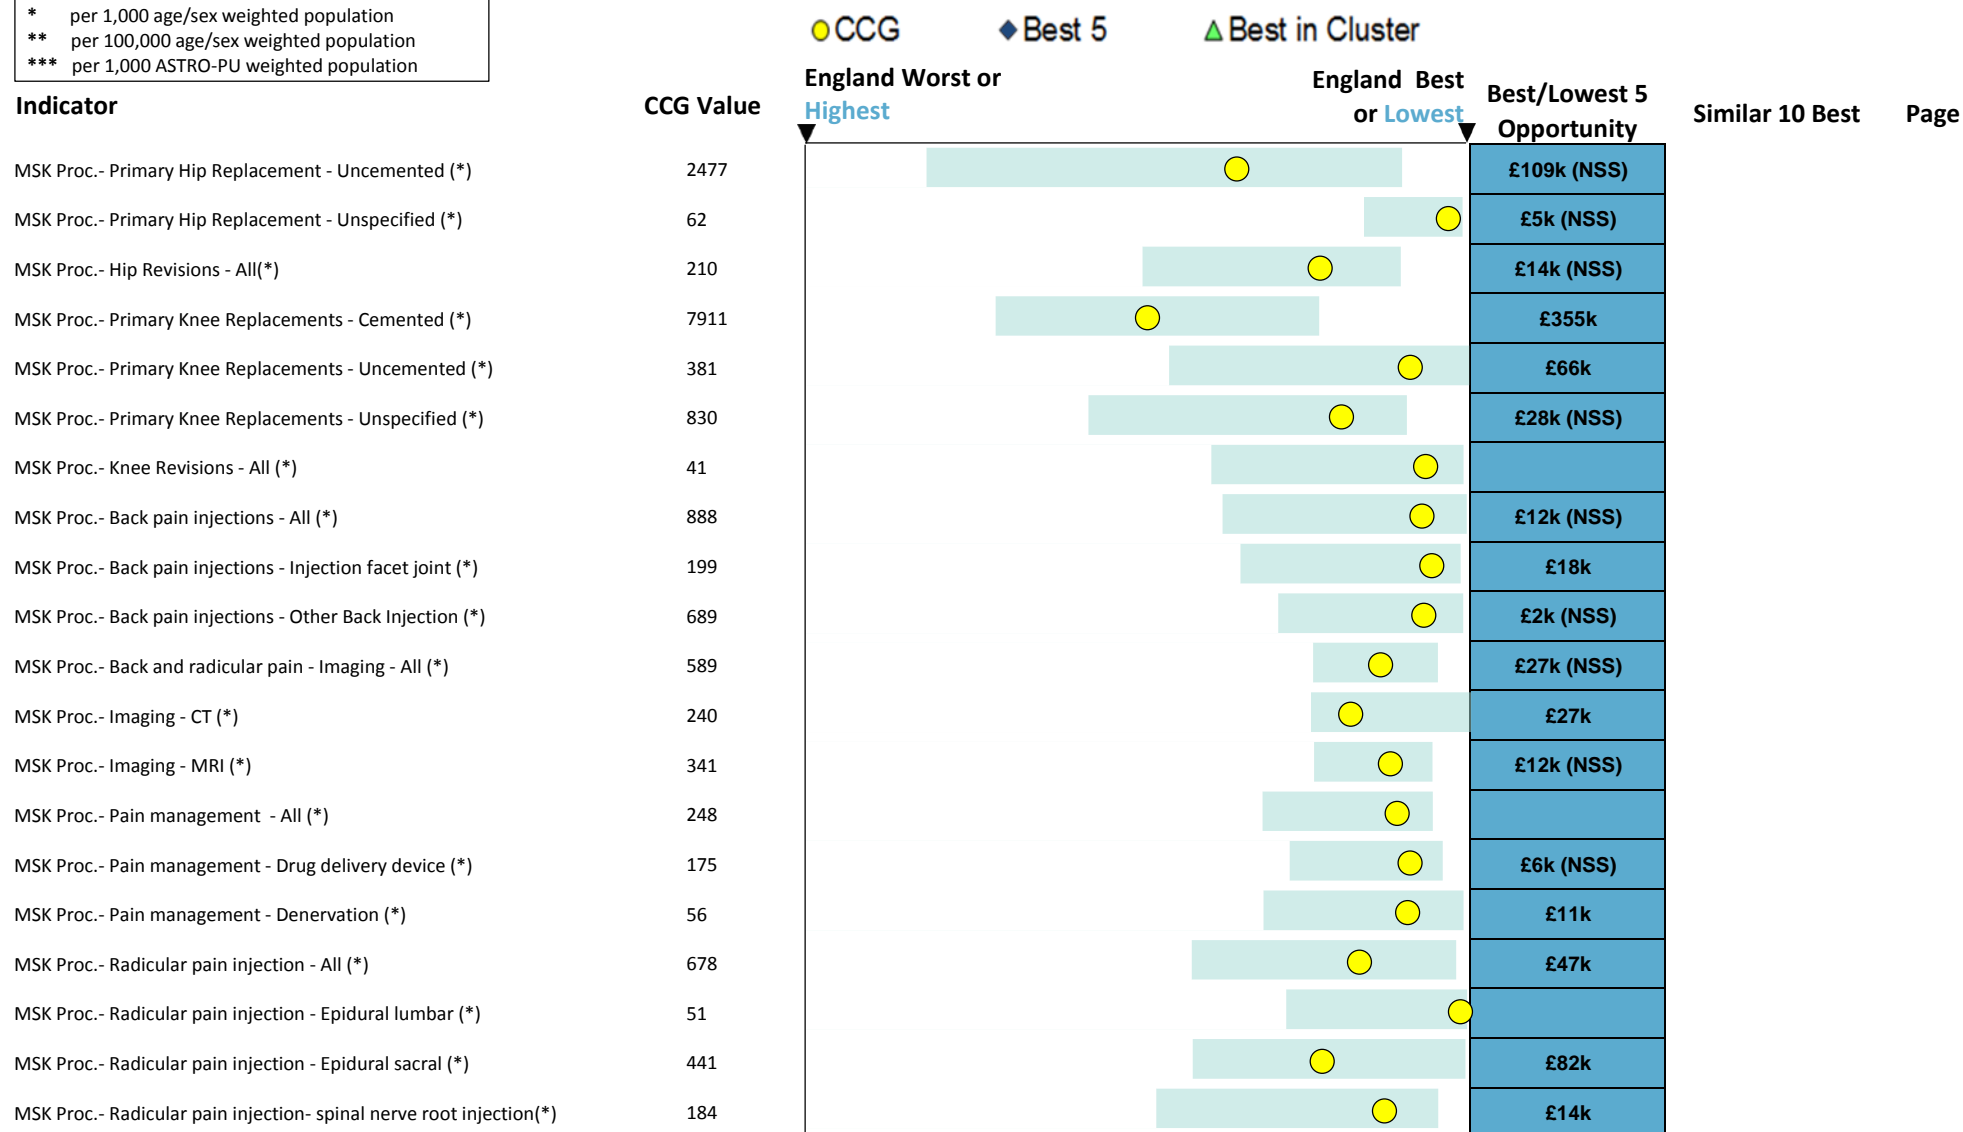 * per 1,000 age/sex weighted population
** per 100,000 age/sex weighted population
*** per 1,000 ASTRO-PU weighted population
CCG Best 5 Best in Cluster
Indicator CCG Value England Worst or Highest England Best or Lowest Best/Lowest 5 Opportunity Similar 10 Best Page
MSK Proc.- Primary Hip Replacement - Uncemented (*) 2477 £109k (NSS)
MSK Proc.- Primary Hip Replacement - Unspecified (*) 62 £5k (NSS)
MSK Proc.- Hip Revisions - All(*) 210 £14k (NSS)
MSK Proc.- Primary Knee Replacements - Cemented (*) 7911 £355k
MSK Proc.- Primary Knee Replacements - Uncemented (*) 381 £66k
MSK Proc.- Primary Knee Replacements - Unspecified (*) 830 £28k (NSS)
MSK Proc.- Knee Revisions - All (*) 41
MSK Proc.- Back pain injections - All (*) 888 £12k (NSS)
MSK Proc.- Back pain injections - Injection facet joint (*) 199 £18k
MSK Proc.- Back pain injections - Other Back Injection (*) 689 £2k (NSS)
MSK Proc.- Back and radicular pain - Imaging - All (*) 589 £27k (NSS)
MSK Proc.- Imaging - CT (*) 240 £27k
MSK Proc.- Imaging - MRI (*) 341 £12k (NSS)
MSK Proc.- Pain management - All (*) 248
MSK Proc.- Pain management - Drug delivery device (*) 175 £6k (NSS)
MSK Proc.- Pain management - Denervation (*) 56 £11k
MSK Proc.- Radicular pain injection - All (*) 678 £47k
MSK Proc.- Radicular pain injection - Epidural lumbar (*) 51
MSK Proc.- Radicular pain injection - Epidural sacral (*) 441 £82k
MSK Proc.- Radicular pain injection- spinal nerve root injection(*) 184 £14k